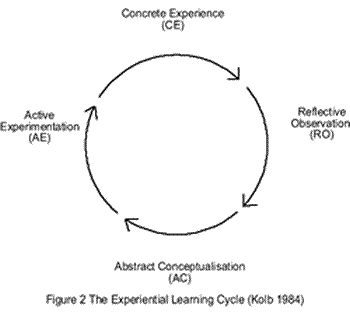 Concrete Experience
(CE)
Reflective
Observation
(RO)
Active
Experimentation
(AE)
Abstract Conceptualisation
(AC)
Figure 2 The Experiential Learning Cycle (Kolb 1984)